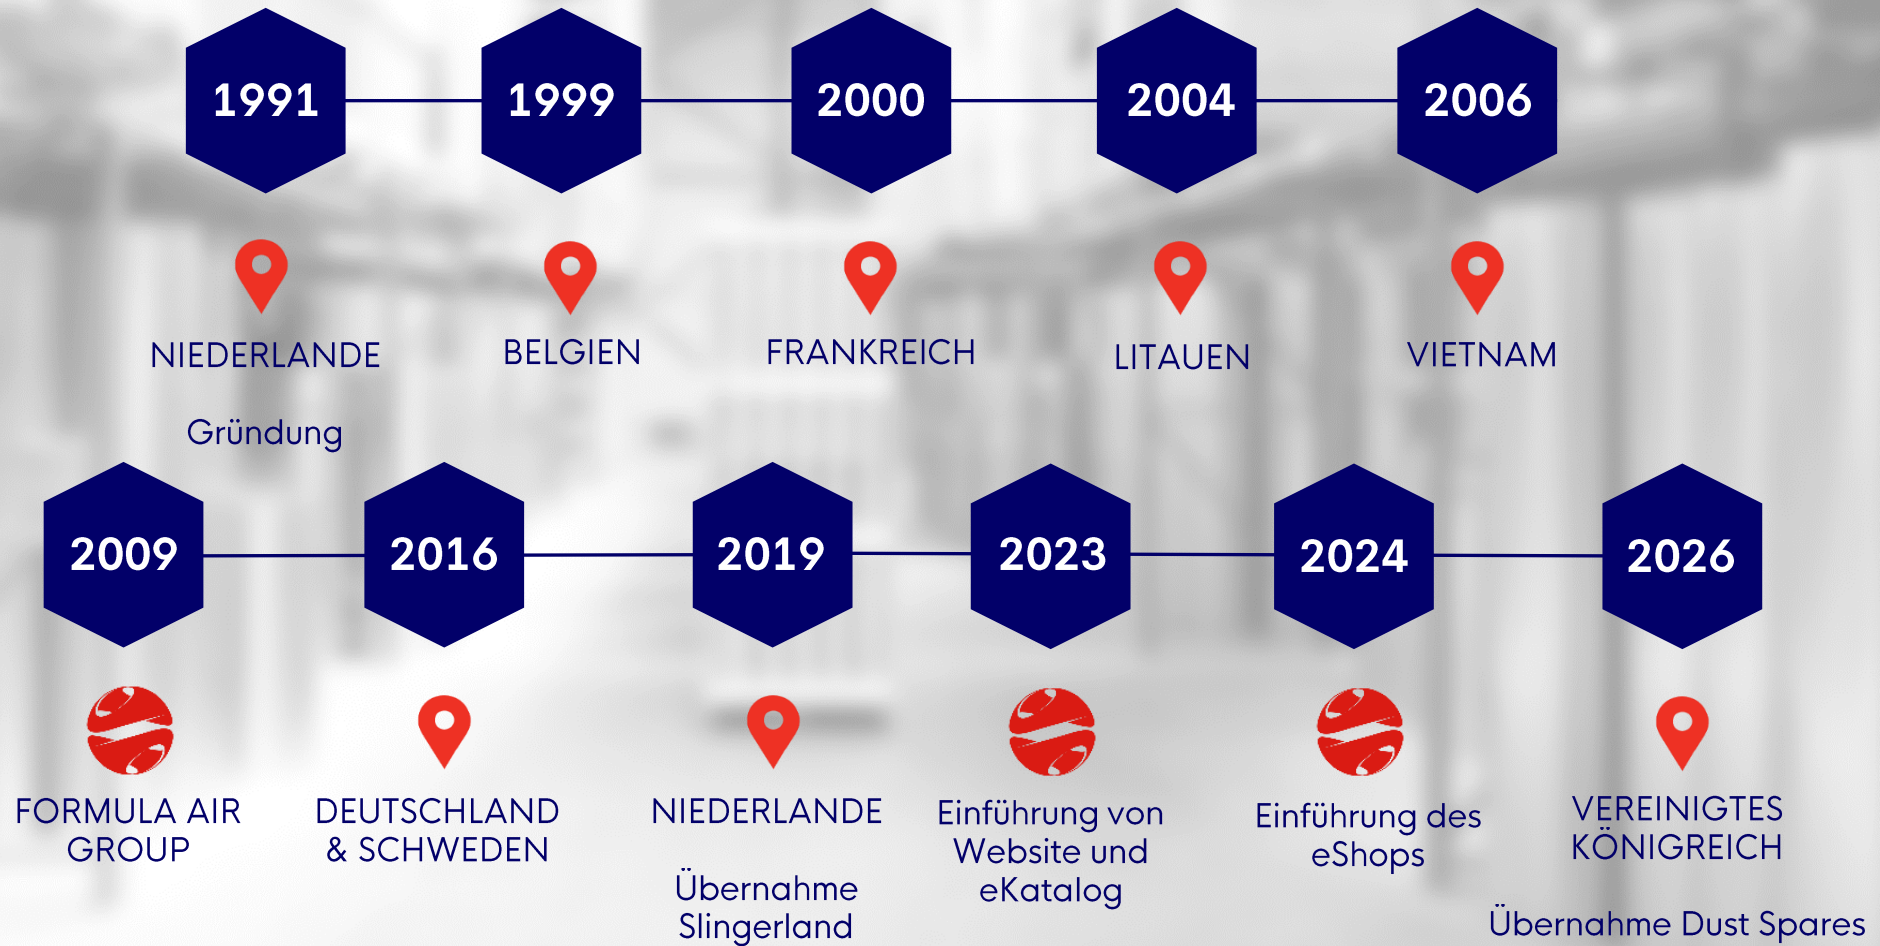 1991
1999
2000
2004
2006
NIEDERLANDE
BELGIEN
FRANKREICH
LITAUEN
VIETNAM
Gründung
2009
2016
2019
2023
2024
2026
FORMULA AIR
GROUP
DEUTSCHLAND
& SCHWEDEN
NIEDERLANDE
Übernahme
Slingerland
Einführung von
Website und
eKatalog
Einführung des
eShops
VEREINIGTES
KÖNIGREICH
Übernahme Dust Spares